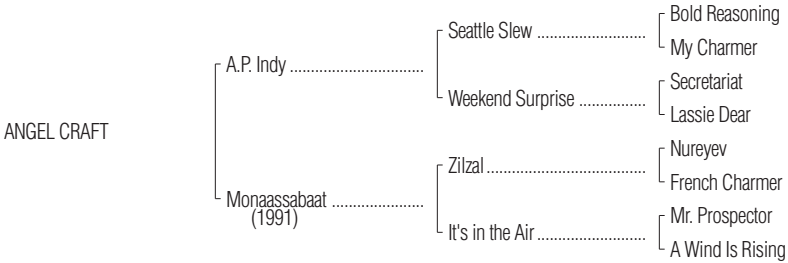 Bold Reasoning
Seattle Slew ..........................
My Charmer
A.P. Indy ................................
Secretariat
Weekend Surprise ................
Lassie Dear
ANGEL CRAFT
Nureyev
Zilzal......................................
French Charmer
Monaassabaat ......................
(1991)
Mr. Prospector
It's in the Air..........................
A Wind Is Rising